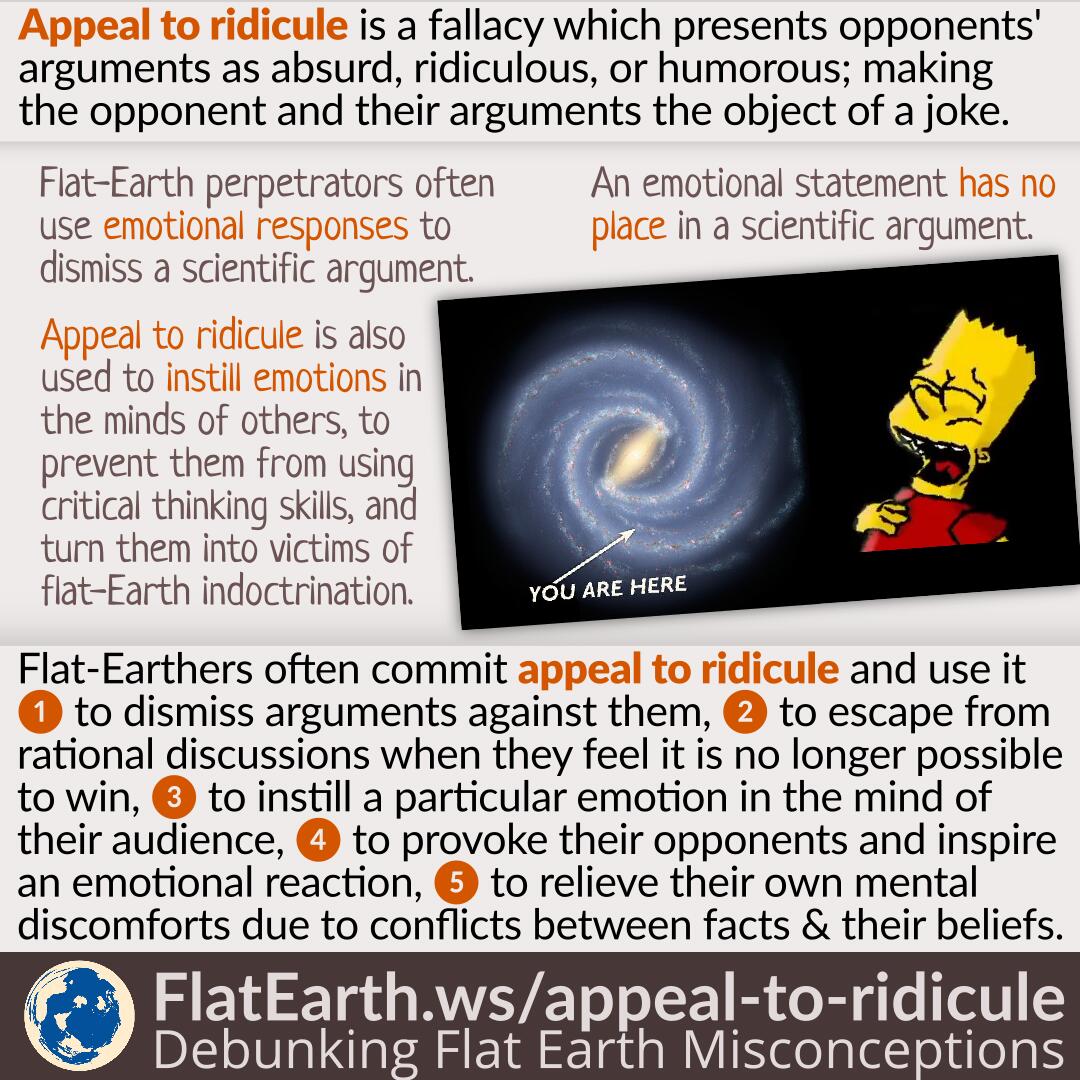 Appeal to ridicule is a fallacy which presents opponents'
arguments as absurd, ridiculous, or humorous; making
the opponent and their arguments the object of a joke.
Flat-Earth perpetrators often
use emotional responses to
dismiss a scientific argument.
An emotional statement has no
place in a scientific argument.
Appeal to ridicule is also
used to instill emotions in
the minds of others, to
prevent them from using
critical thinking skills, and
turn them into victims of
flat-Earth indoctrination.
YOU ARE HERE
Flat-Earthers often commit appeal to ridicule and use it
1 to dismiss arguments against them, 2 to escape from
rational discussions when they feel it is no longer possible
to win, 3 to instill a particular emotion in the mind of
their audience, 4 to provoke their opponents and inspire
an emotional reaction, 5 to relieve their own mental
discomforts due to conflicts between facts & their beliefs.
FlatEarth.ws/appeal-to-ridicule
Debunking Flat Earth Misconceptions